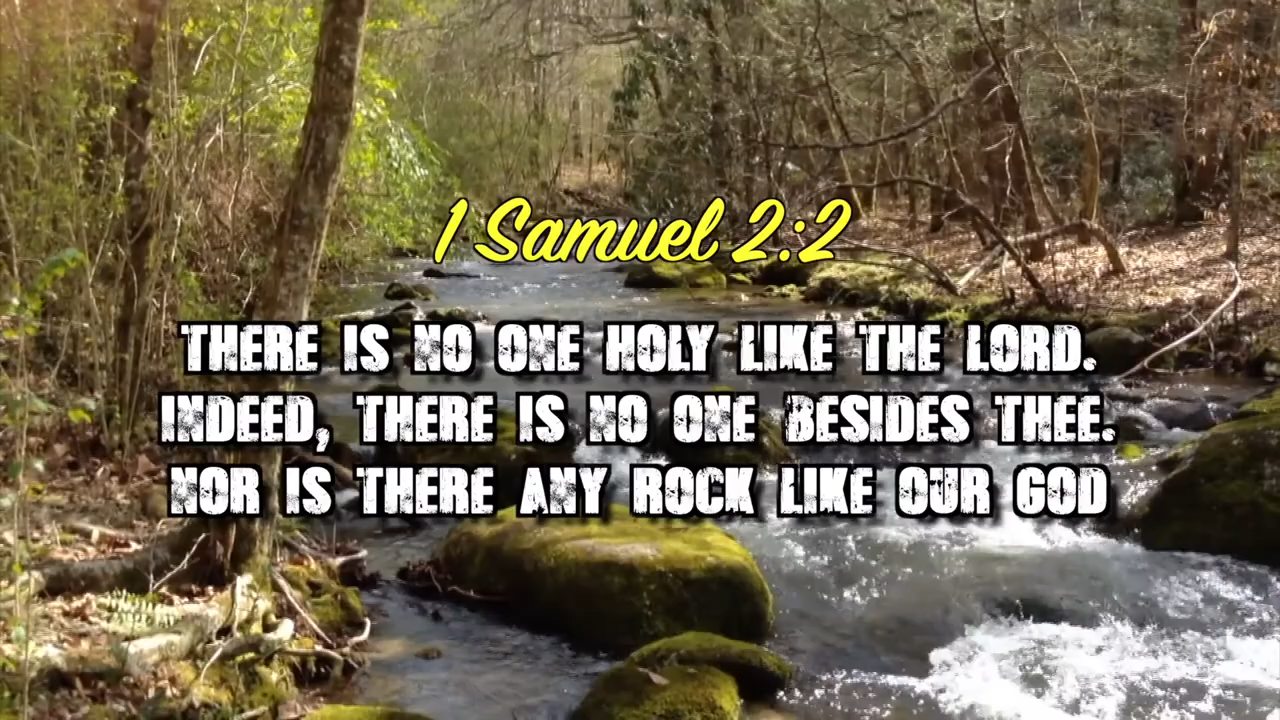 1 Samuel 2:2
THERE IS NO ONE HOLY LIKE THE LORD.
INDEED, THERE IS NO ONE BESIDES THEE.
NOR IS THERE ANY ROCK LIKE OUR GOD